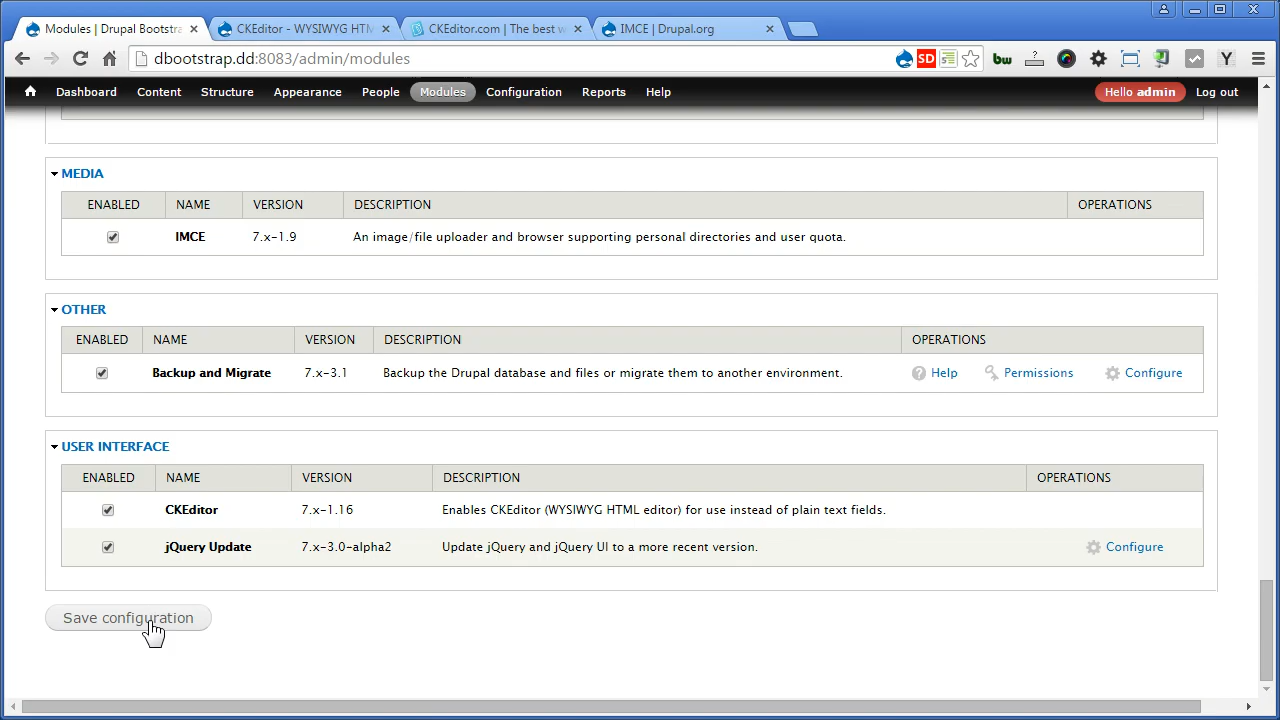 Modules | Drupal Bootstra
CKEditor - WYSIWYG HTM
CKEditor.com | The best w
IMCE | Drupal.org
dbootstrap.dd:8083/admin/modules
SD
5
bw
?
Y
Dashboard Content Structure Appearance People Modules Configuration Reports Help Hello admin Log out
MEDIA
ENABLED NAME VERSION DESCRIPTION OPERATIONS
IMCE 7.x-1.9 An image/file uploader and browser supporting personal directories and user quota.
OTHER
ENABLED NAME VERSION DESCRIPTION OPERATIONS
Backup and Migrate 7.x-3.1 Backup the Drupal database and files or migrate them to another environment. Help Permissions Configure
USER INTERFACE
ENABLED NAME VERSION DESCRIPTION OPERATIONS
CKEditor 7.x-1.16 Enables CKEditor (WYSIWYG HTML editor) for use instead of plain text fields.
jQuery Update 7.x-3.0-alpha2 Update jQuery and jQuery UI to a more recent version. Configure
Save configuration